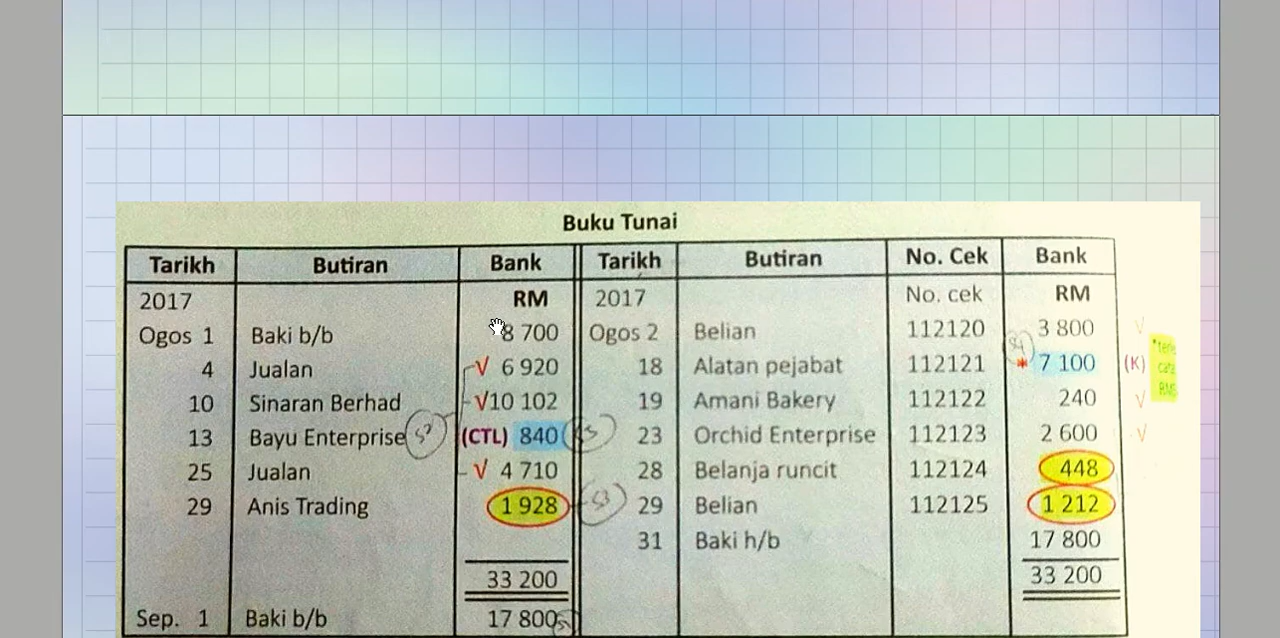 Buku Tunai
Tarikh Butiran Bank Tarikh Butiran No. Cek Bank
2017 RM 2017 No. cek RM
Ogos 1 Baki b/b 8 700 Ogos 2 Belian 112120 3 800 √
4 Jualan √ 6 920 18 Alatan pejabat 112121 * 7 100 (K)
10 Sinaran Berhad √10 102 19 Amani Bakery 112122 240 √
13 Bayu Enterprise (CTL) 840 23 Orchid Enterprise 112123 2 600 √
25 Jualan √ 4 710 28 Belanja runcit 112124 448
29 Anis Trading 1 928 29 Belian 112125 1 212
31 Baki h/b 17 800
33 200 33 200
Sep. 1 Baki b/b 17 800